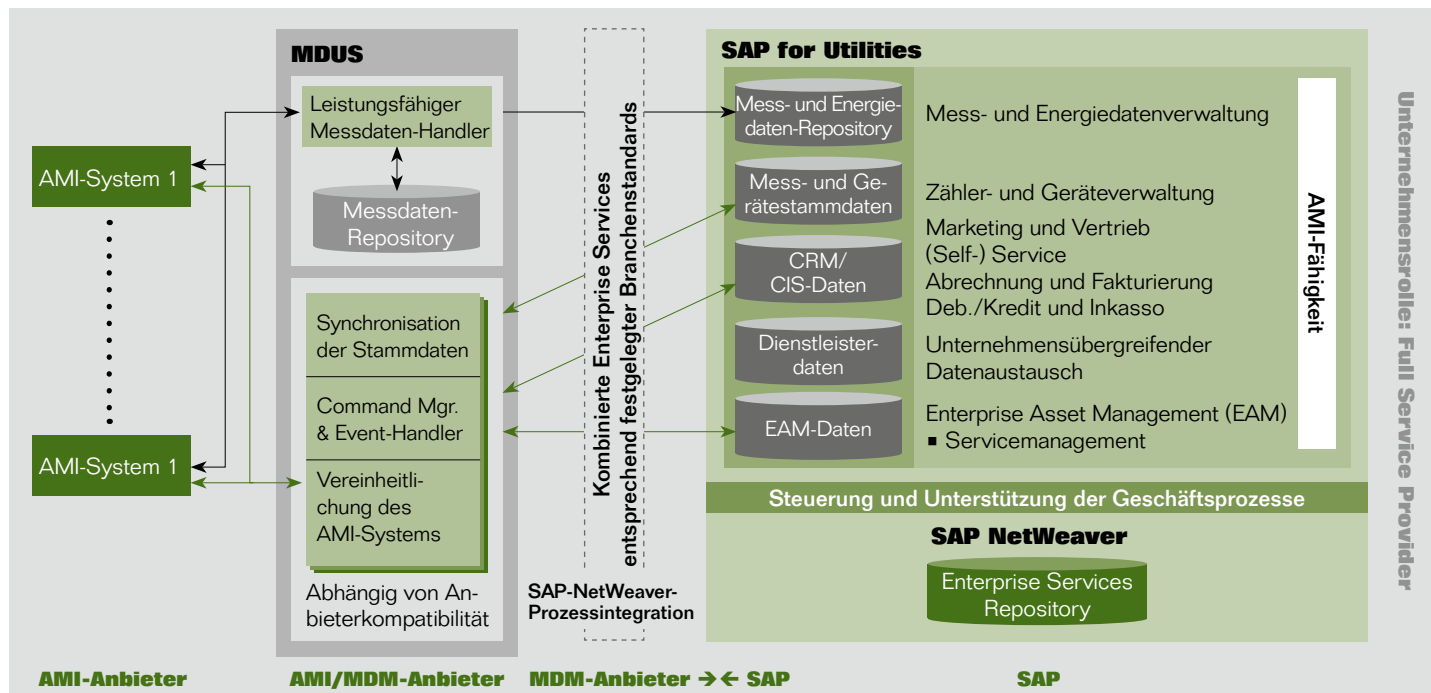 MDUS
Leistungsfähiger
Messdaten-Handler
Messdaten-
Repository
AMI-System 1
AMI-System 1
Synchronisation
der Stammdaten
Command Mgr.
& Event-Handler
Vereinheitli-
chung des
AMI-Systems
Abhängig von An-
bieterkompatibilität
Kombinierte Enterprise Services
entsprechend festgelegter Branchenstandards
SAP-NetWeaver-
Prozessintegration
SAP for Utilities
Mess- und Energie-
daten-Repository
Mess- und Energiedatenverwaltung
Mess- und Ge-
rätestammdaten
Zähler- und Geräteverwaltung
CRM/
CIS-Daten
Marketing und Vertrieb
(Self-) Service
Abrechnung und Fakturierung
Deb./Kredit und Inkasso
Dienstleister-
daten
Unternehmensübergreifender
Datenaustausch
EAM-Daten
Enterprise Asset Management (EAM)
▪ Servicemanagement
AMI-Fähigkeit
Steuerung und Unterstützung der Geschäftsprozesse
SAP NetWeaver
Enterprise Services
Repository
Unternehmensrolle: Full Service Provider
AMI-Anbieter
AMI/MDM-Anbieter
MDM-Anbieter →← SAP
SAP